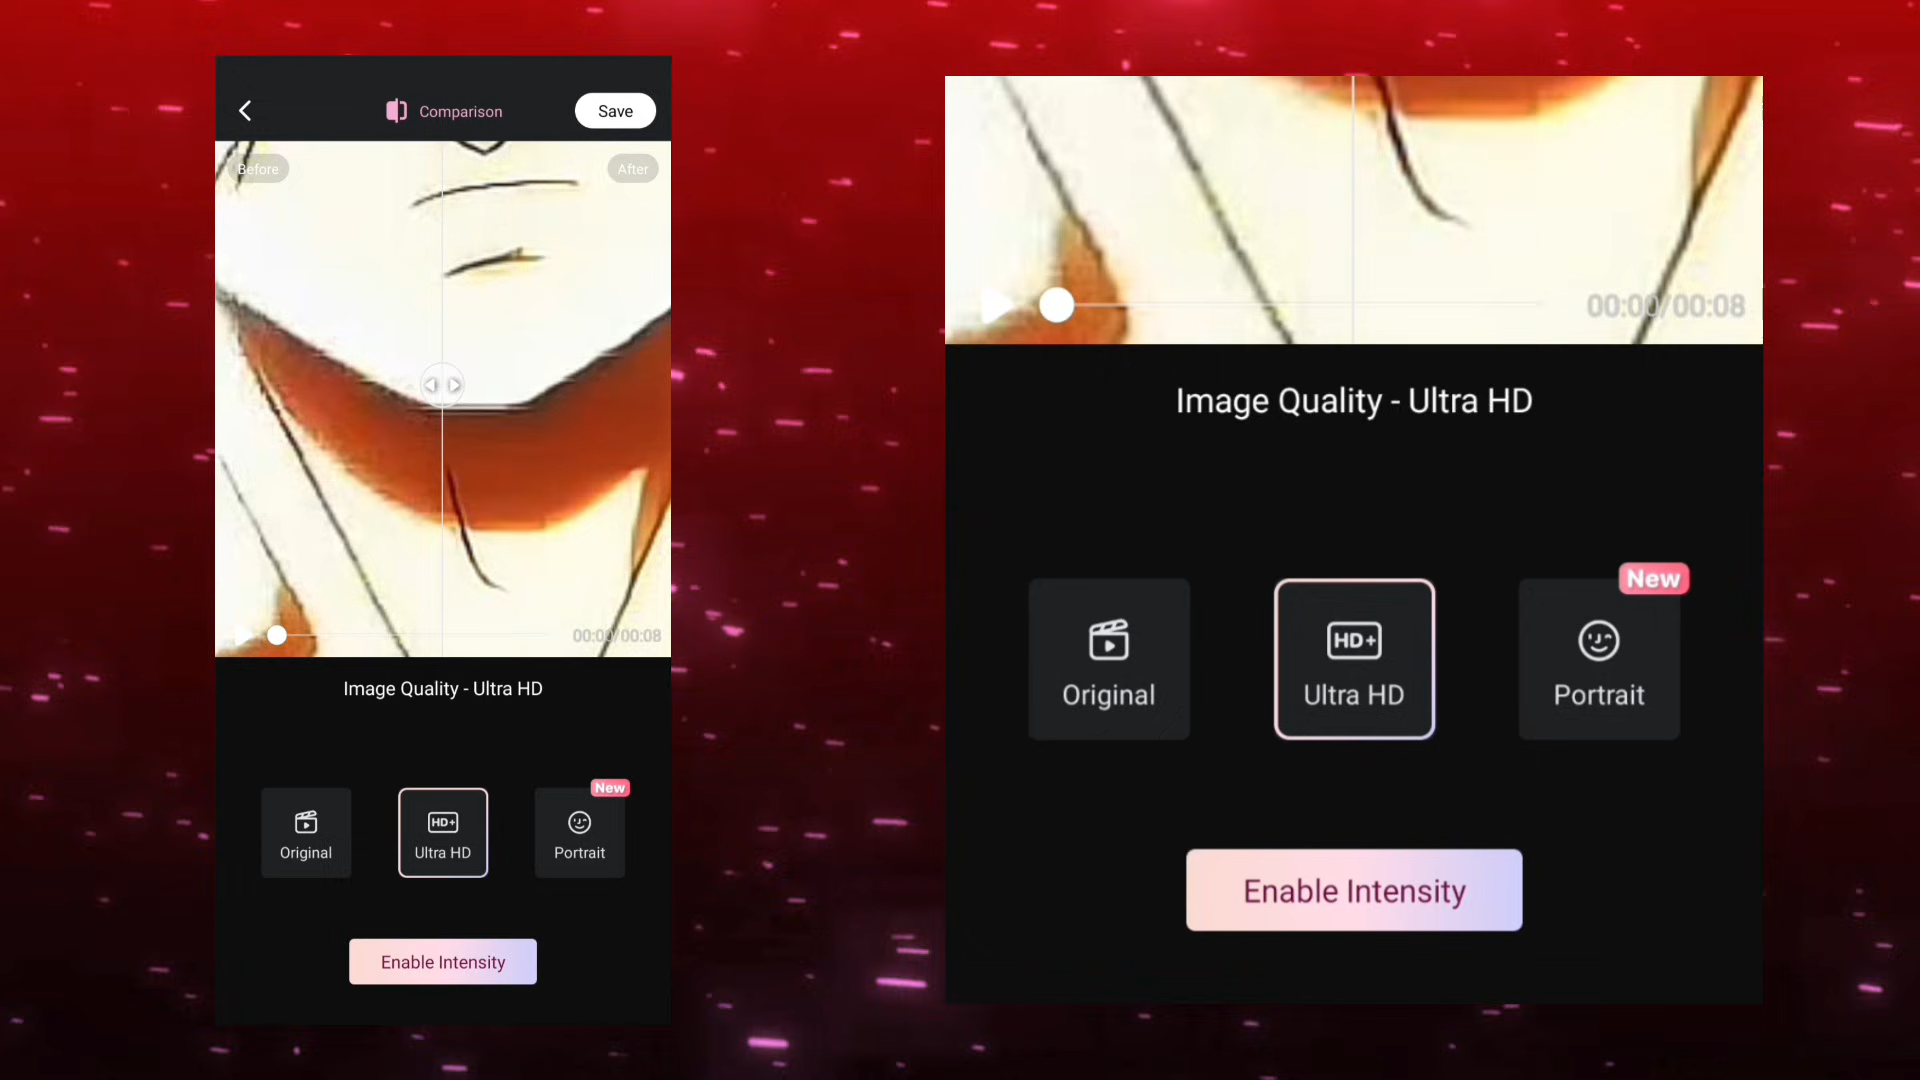 Comparison
Save
Before
After
00:00/00:08
Image Quality - Ultra HD
New
Original
Ultra HD
Portrait
Enable Intensity
00:00/00:08
Image Quality - Ultra HD
New
HD+
Original
Ultra HD
Portrait
Enable Intensity